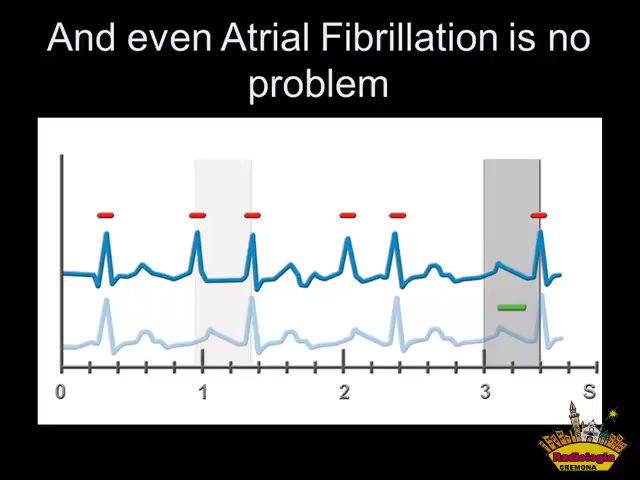 And even Atrial Fibrillation is no
problem
0 1 2 3 S
Radiologia
CREMONA